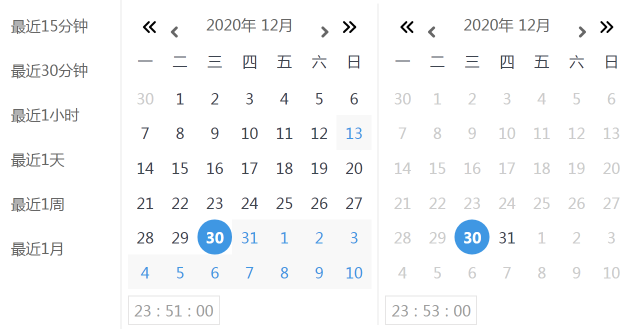 最近15分钟
最近30分钟
最近1小时
最近1天
最近1周
最近1月
2020年 12月
一 二 三 四 五 六 日
30 1 2 3 4 5 6
7 8 9 10 11 12 13
14 15 16 17 18 19 20
21 22 23 24 25 26 27
28 29 30 31 1 2 3
4 5 6 7 8 9 10
23 : 51 : 00
2020年 12月
一 二 三 四 五 六 日
30 1 2 3 4 5 6
7 8 9 10 11 12 13
14 15 16 17 18 19 20
21 22 23 24 25 26 27
28 29 30 31 1 2 3
4 5 6 7 8 9 10
23 : 53 : 00